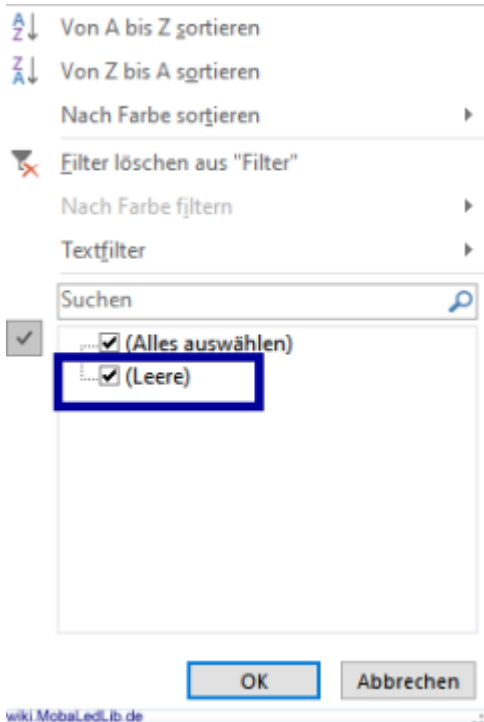 Von A bis Z sortieren
Von Z bis A sortieren
Nach Farbe sortieren
Filter löschen aus "Filter"
Nach Farbe filtern
Textfilter
Suchen
(Alles auswählen)
(Leere)
OK
Abbrechen
wiki.MobaLedLib.de